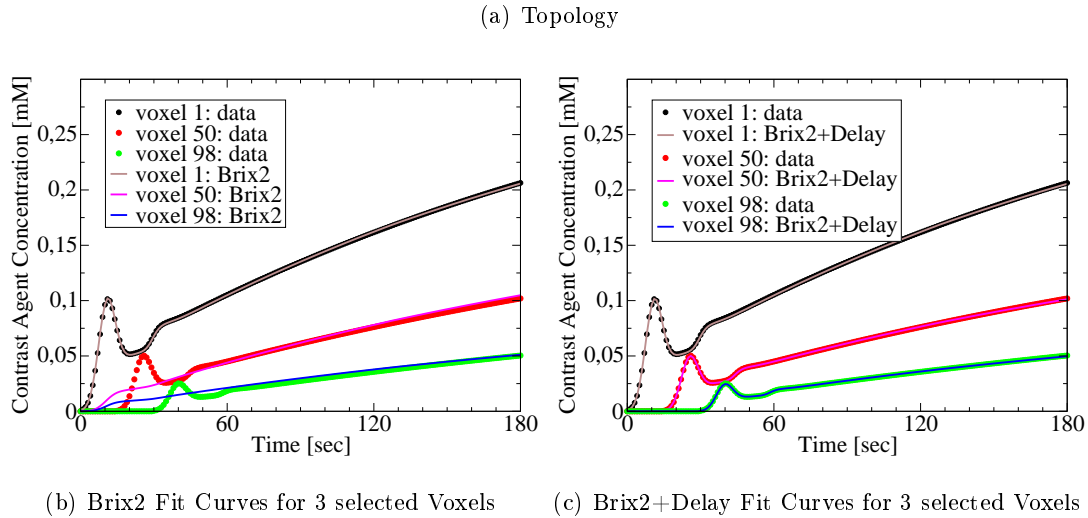 (a) Topology
Contrast Agent Concentration [mM]
0,25
0,2
0,15
0,1
0,05
0
voxel 1: data
voxel 50: data
voxel 98: data
voxel 1: Brix2
voxel 50: Brix2
voxel 98: Brix2
0 60 120 180
Time [sec]
(b) Brix2 Fit Curves for 3 selected Voxels
Contrast Agent Concentration [mM]
0,25
0,2
0,15
0,1
0,05
0
voxel 1: data
voxel 1: Brix2+Delay
voxel 50: data
voxel 50: Brix2+Delay
voxel 98: data
voxel 98: Brix2+Delay
0 60 120 180
Time [sec]
(c) Brix2+Delay Fit Curves for 3 selected Voxels